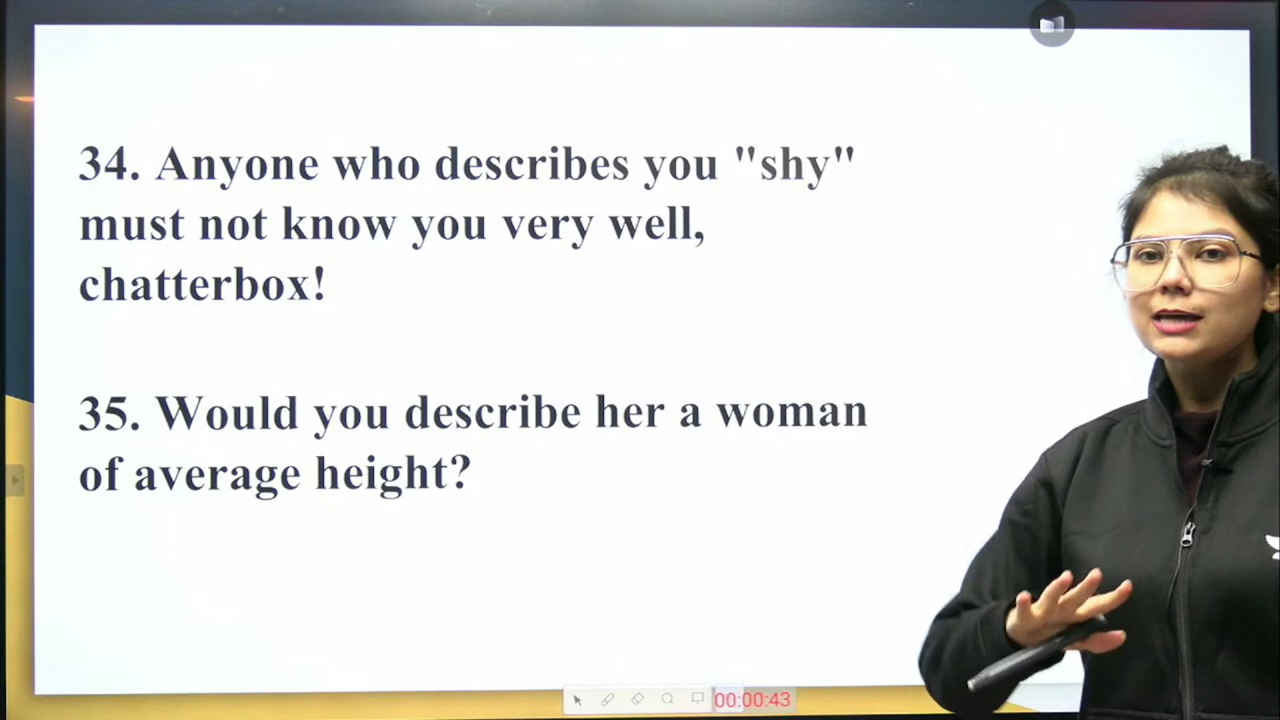 34. Anyone who describes you "shy"
must not know you very well,
chatterbox!
35. Would you describe her a woman
of average height?
00:00:43